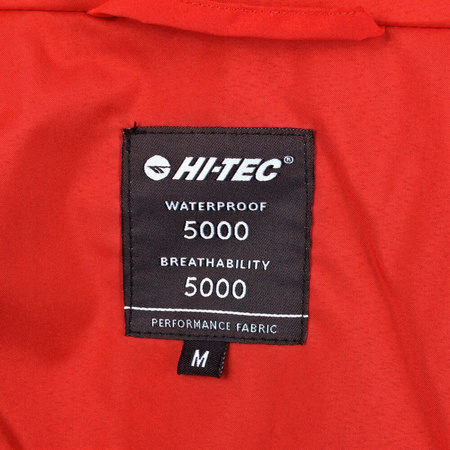 HI-TEC®
WATERPROOF
5000
BREATHABILITY
5000
PERFORMANCE FABRIC
M